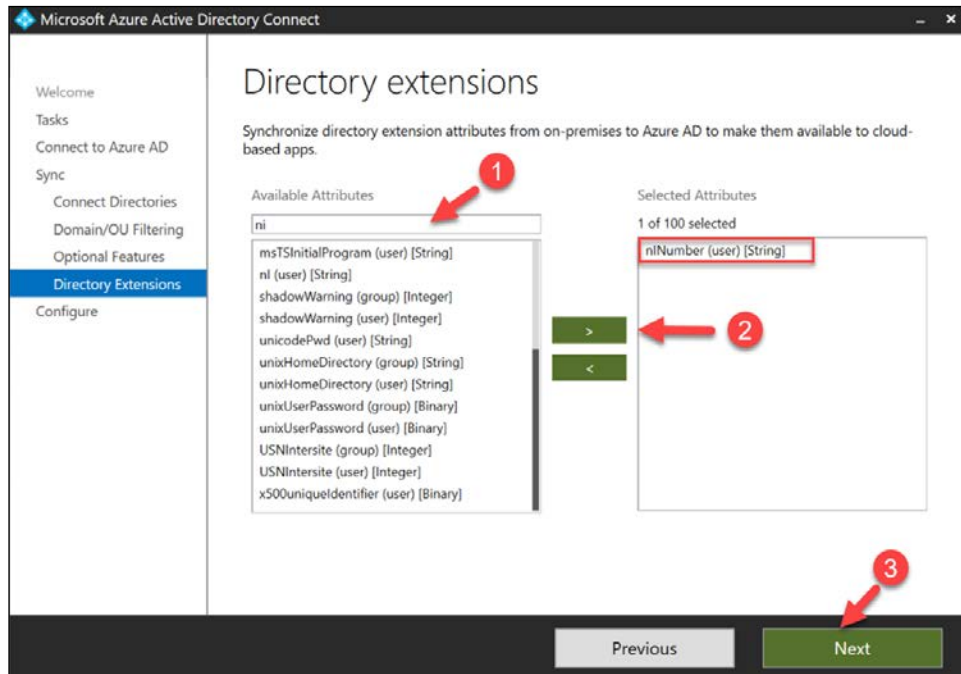 Microsoft Azure Active Directory Connect
Welcome
Tasks
Connect to Azure AD
Sync
Connect Directories
Domain/OU Filtering
Optional Features
Directory Extensions
Configure
Directory extensions
Synchronize directory extension attributes from on-premises to Azure AD to make them available to cloud-
based apps.
1
Available Attributes
ni
msTSInitialProgram (user) [String]
nI (user) [String]
shadowWarning (group) [Integer]
shadowWarning (user) [Integer]
unicodePwd (user) [String]
unixHomeDirectory (group) [String]
unixHomeDirectory (user) [String]
unixUserPassword (group) [Binary]
unixUserPassword (user) [Binary]
USNIntersite (group) [Integer]
USNIntersite (user) [Integer]
x500uniqueIdentifier (user) [Binary]
>
<
2
Selected Attributes
1 of 100 selected
nINumber (user) [String]
3
Previous
Next